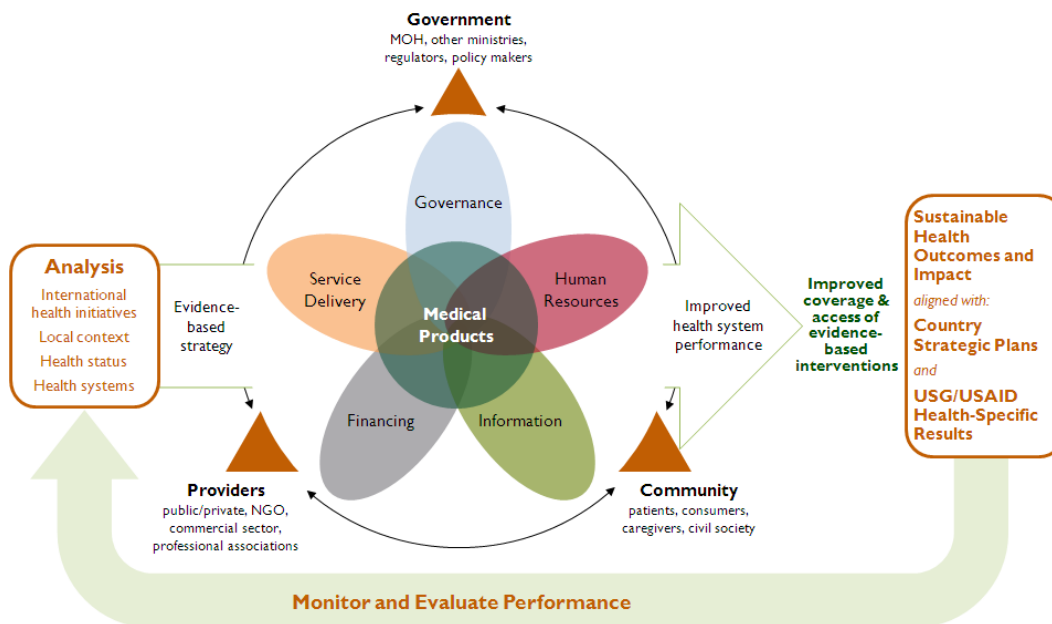 Government
MOH, other ministries,
regulators, policy makers
Governance
Service
Delivery
Human
Resources
Medical
Products
Financing
Information
Analysis
International
health initiatives
Local context
Health status
Health systems
Evidence-
based
strategy
Improved
health system
performance
Improved
coverage &
access of
evidence-
based
interventions
Sustainable
Health
Outcomes and
Impact
aligned with:
Country
Strategic Plans
and
USG/USAID
Health-Specific
Results
Providers
public/private, NGO,
commercial sector,
professional associations
Community
patients, consumers,
caregivers, civil society
Monitor and Evaluate Performance